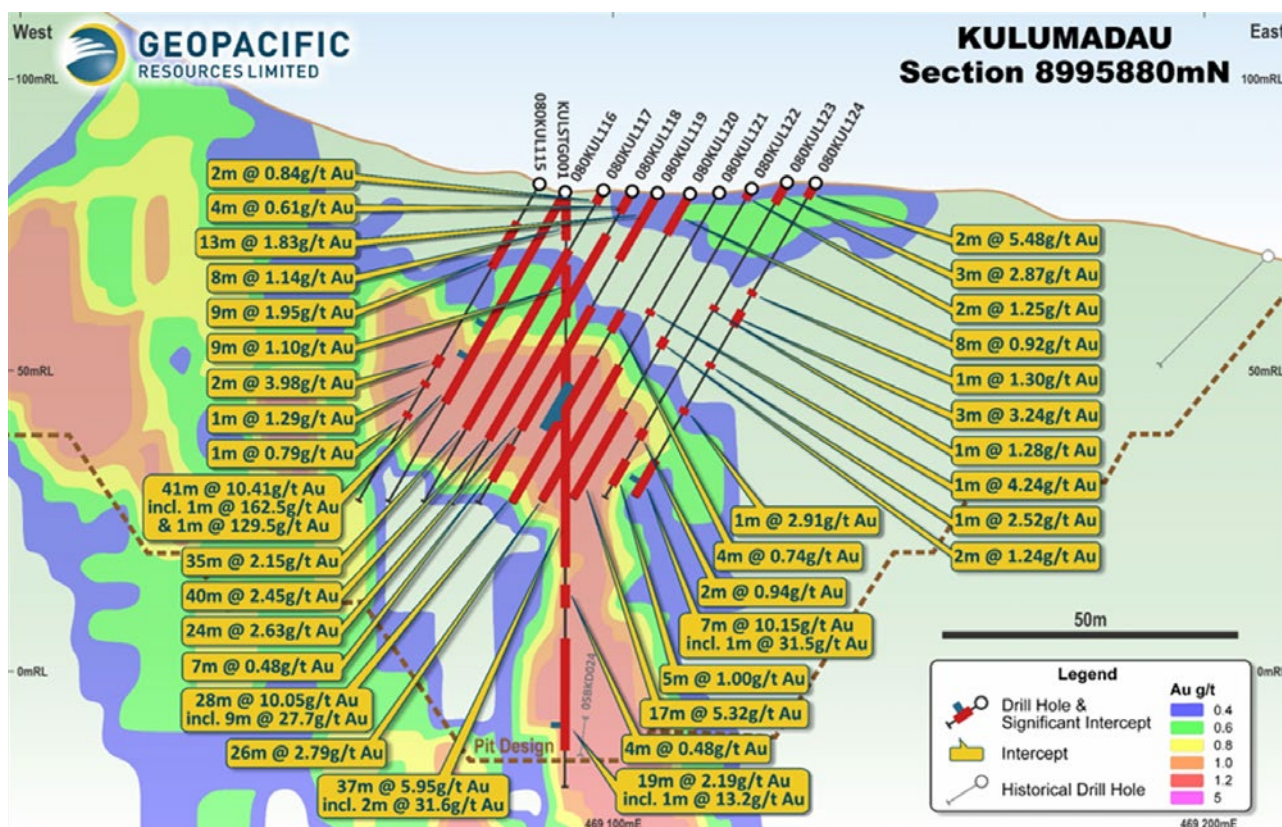 West
GEOPACIFIC
RESOURCES LIMITED
KULUMADAU
Section 8995880mN
East
100mRL
100mRL
080KUL115
KULSTG001
080KUL116
080KUL117
080KUL118
080KUL119
080KUL120
080KUL121
080KUL122
080KUL123
080KUL124
2m @ 0.84g/t Au
4m @ 0.61g/t Au
13m @ 1.83g/t Au
8m @ 1.14g/t Au
9m @ 1.95g/t Au
9m @ 1.10g/t Au
2m @ 3.98g/t Au
1m @ 1.29g/t Au
1m @ 0.79g/t Au
41m @ 10.41g/t Au
incl. 1m @ 162.5g/t Au
& 1m @ 129.5g/t Au
35m @ 2.15g/t Au
40m @ 2.45g/t Au
24m @ 2.63g/t Au
7m @ 0.48g/t Au
28m @ 10.05g/t Au
incl. 9m @ 27.7g/t Au
26m @ 2.79g/t Au
37m @ 5.95g/t Au
incl. 2m @ 31.6g/t Au
2m @ 5.48g/t Au
3m @ 2.87g/t Au
2m @ 1.25g/t Au
8m @ 0.92g/t Au
1m @ 1.30g/t Au
3m @ 3.24g/t Au
1m @ 1.28g/t Au
1m @ 4.24g/t Au
1m @ 2.52g/t Au
2m @ 1.24g/t Au
1m @ 2.91g/t Au
4m @ 0.74g/t Au
2m @ 0.94g/t Au
7m @ 10.15g/t Au
incl. 1m @ 31.5g/t Au
5m @ 1.00g/t Au
17m @ 5.32g/t Au
4m @ 0.48g/t Au
19m @ 2.19g/t Au
incl. 1m @ 13.2g/t Au
50mRL
50mRL
0mRL
0mRL
05BKD024
Pit Design
50m
Legend
Drill Hole &
Significant Intercept
Intercept
Historical Drill Hole
Au g/t
0.4
0.6
0.8
1.0
1.2
5
469,100mE
469,200mE